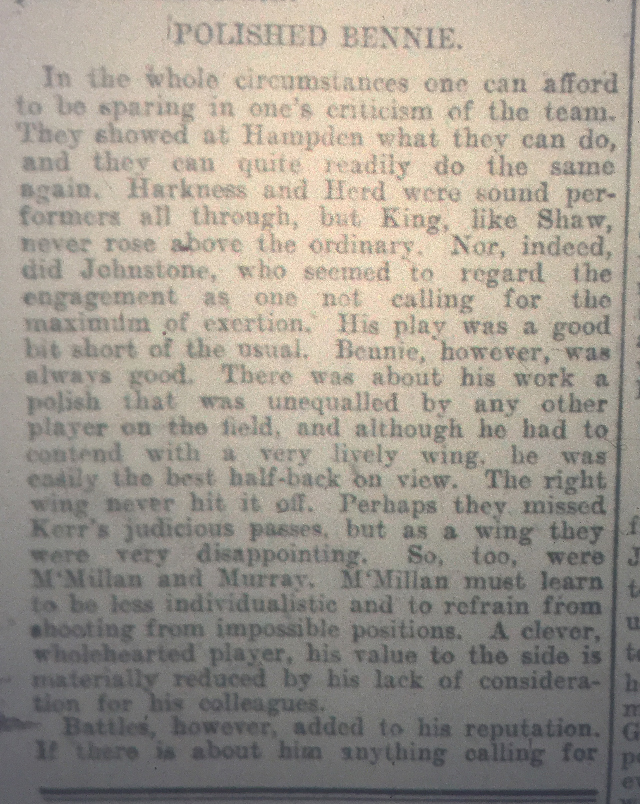 POLISHED BENNIE.
In the whole circumstances one can afford
to be sparing in one's criticism of the team.
They showed at Hampden what they can do,
and they can quite readily do the same
again. Harkness and Herd were sound per-
formers all through, but King, like Shaw,
never rose above the ordinary. Nor, indeed,
did Johnstone, who seemed to regard the
engagement as one not calling for the
maximum of exertion. His play was a good
bit short of the usual. Bennie, however, was
always good. There was about his work a
polish that was unequalled by any other
player on the field, and although he had to
contend with a very lively wing, he was
easily the best half-back on view. The right
wing never hit it off. Perhaps they missed
Kerr's judicious passes, but as a wing they
were very disappointing. So, too, were
M'Millan and Murray. M'Millan must learn
to be less individualistic and to refrain from
shooting from impossible positions. A clever,
wholehearted player, his value to the side is
materially reduced by his lack of considera-
tion for his colleagues.
Battles, however, added to his reputation.
If there is about him anything calling for